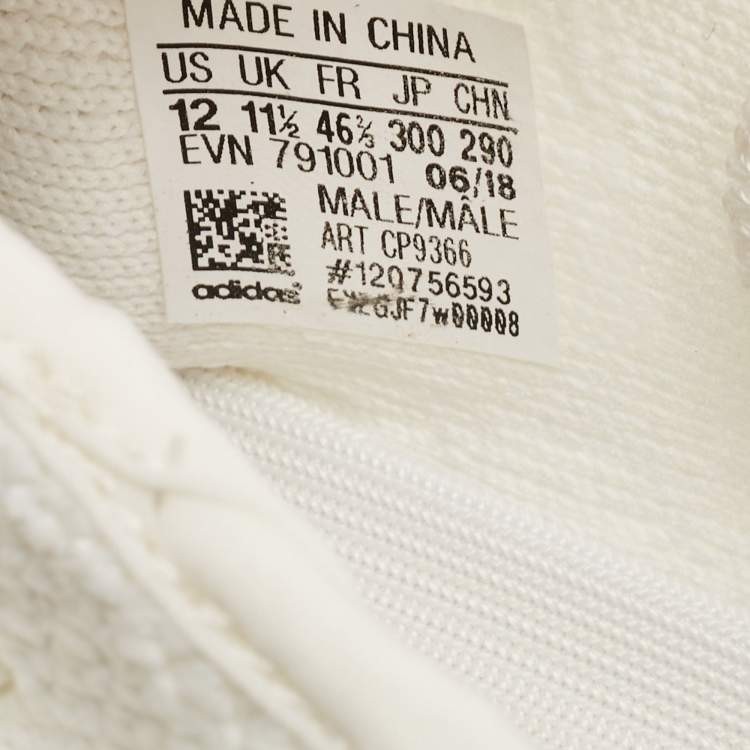 MADE IN CHINA
US UK FR JP CHN
12 11½ 46⅔ 300 290
EVN 791001 06/18
MALE/MÂLE
ART CP9366
#120756593
adidas